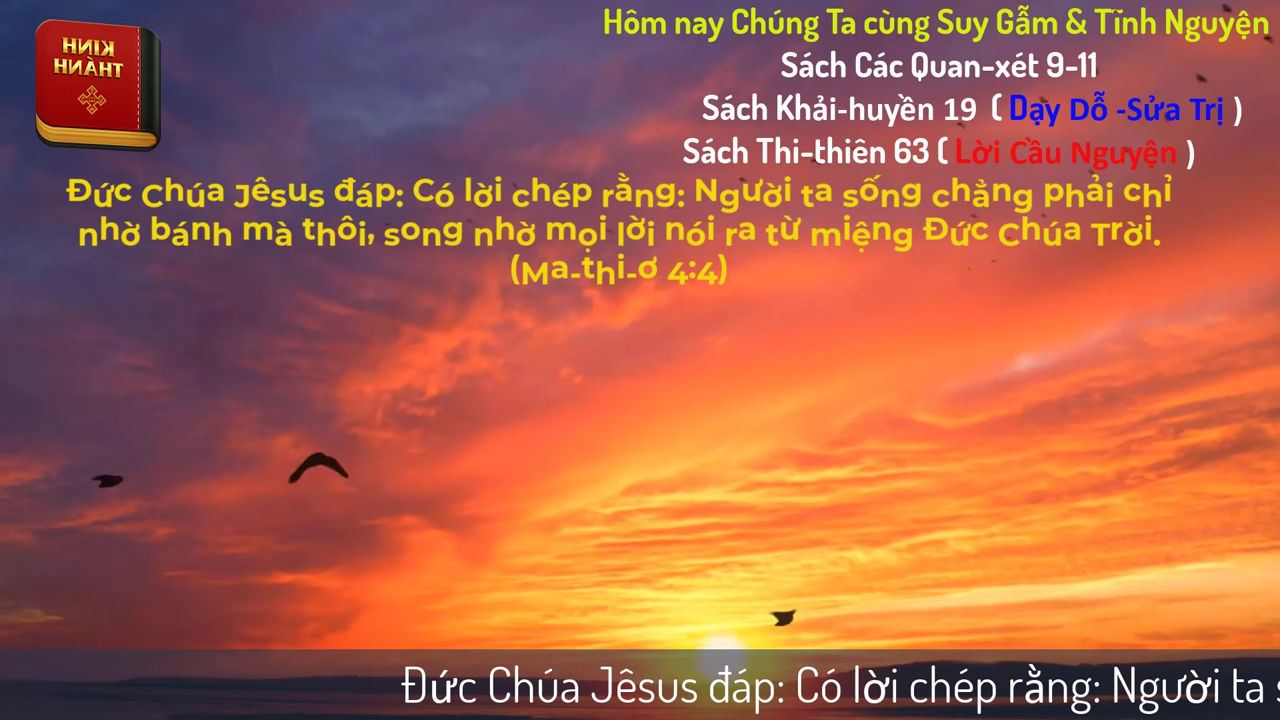 KINH
THÀNH
Hôm nay Chúng Ta cùng Suy Gẫm & Tĩnh Nguyện
Sách Các Quan-xét 9-11
Sách Khải-huyền 19 ( Dạy Dỗ -Sửa Trị )
Sách Thi-thiên 63 ( Lời Cầu Nguyện )
Đức Chúa Jêsus đáp: Có lời chép rằng: Người ta sống chẳng phải chỉ
nhờ bánh mà thôi, song nhờ mọi lời nói ra từ miệng Đức Chúa Trời.
(Ma-thi-ơ 4:4)
Đức Chúa Jêsus đáp: Có lời chép rằng: Người ta